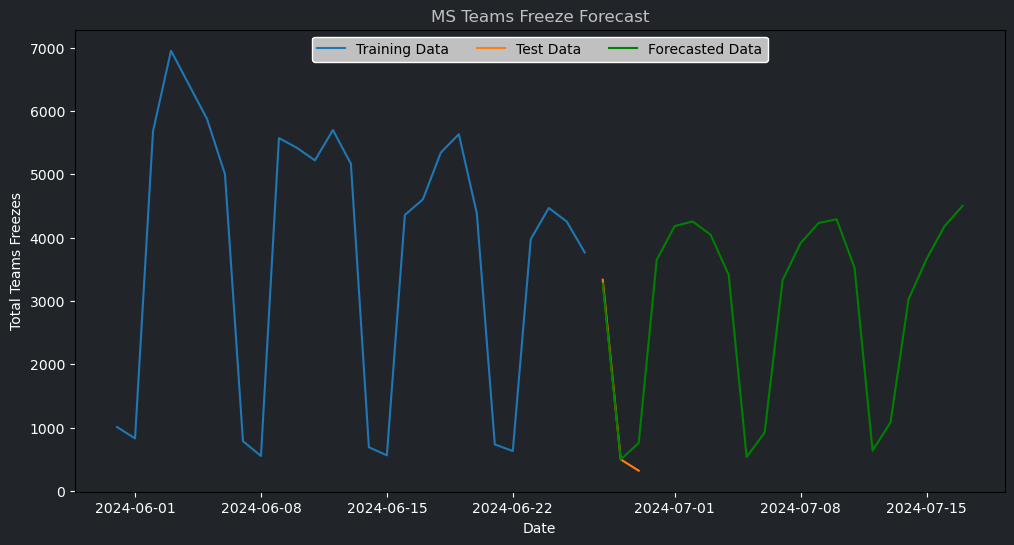 MS Teams Freeze Forecast
Training Data Test Data Forecasted Data
7000
6000
5000
4000
3000
2000
1000
0
Total Teams Freezes
2024-06-01 2024-06-08 2024-06-15 2024-06-22 2024-07-01 2024-07-08 2024-07-15
Date